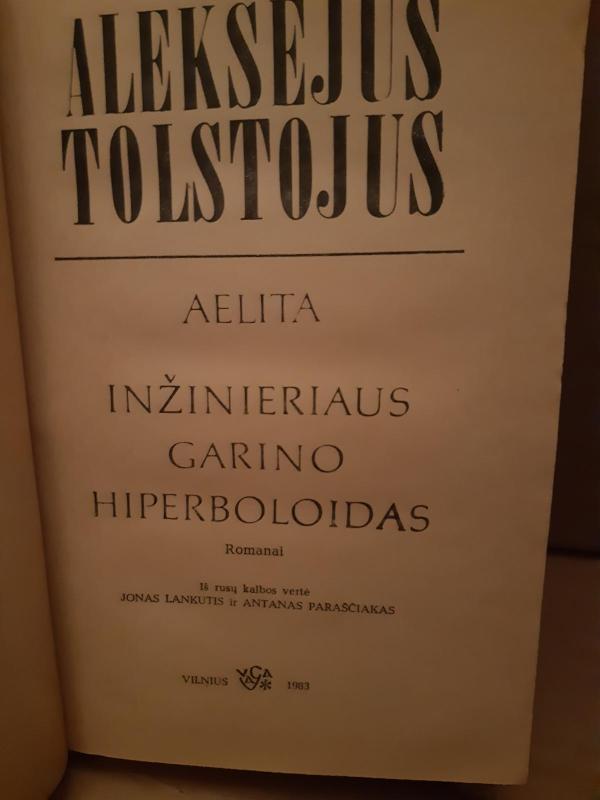 ALEKSEJUS
TOLSTOJUS
AELITA
INŽINIERIAUS
GARINO
HIPERBOLOIDAS
Romanai
Iš rusų kalbos vertė
JONAS LANKUTIS ir ANTANAS PARAŠČIAKAS
VILNIUS 1983